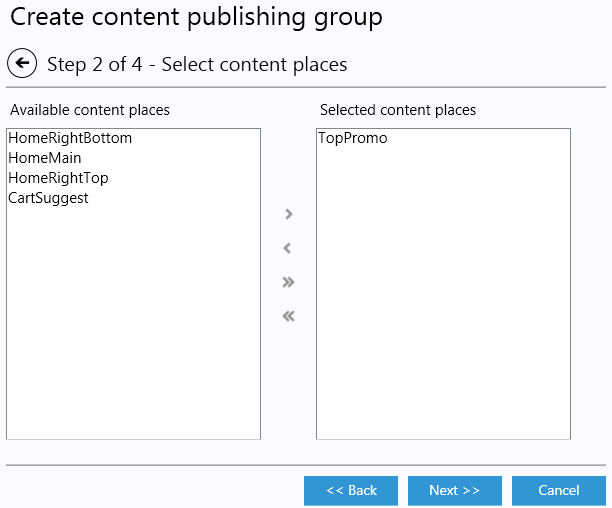 Create content publishing group
Step 2 of 4 - Select content places
Available content places
HomeRightBottom
HomeMain
HomeRightTop
CartSuggest
Selected content places
TopPromo
<< Back
Next >>
Cancel